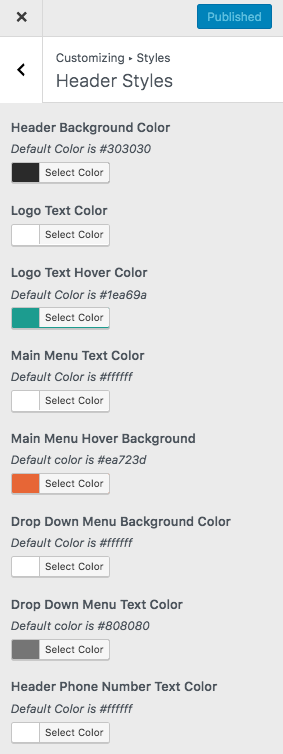 Published
Customizing ▸ Styles
Header Styles
Header Background Color
Default Color is #303030
Select Color
Logo Text Color
Select Color
Logo Text Hover Color
Default Color is #1ea69a
Select Color
Main Menu Text Color
Default Color is #ffffff
Select Color
Main Menu Hover Background
Default color is #ea723d
Select Color
Drop Down Menu Background Color
Default Color is #ffffff
Select Color
Drop Down Menu Text Color
Default color is #808080
Select Color
Header Phone Number Text Color
Default Color is #ffffff
Select Color